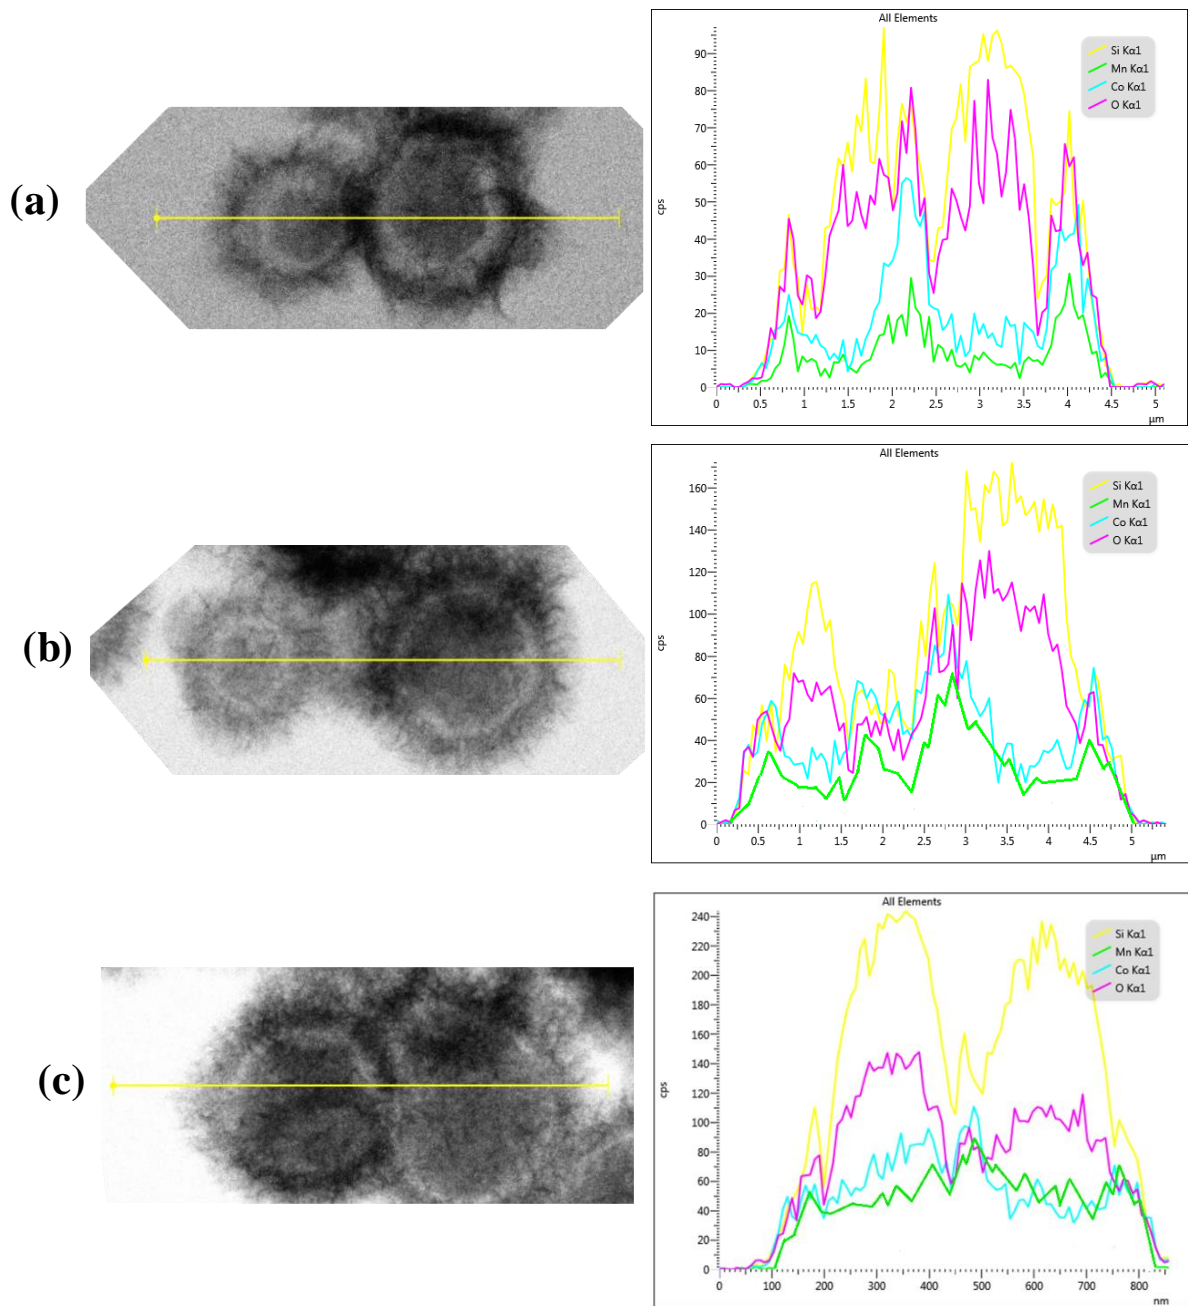 (a)
All Elements
cps
90
80
70
60
50
40
30
20
10
0
0 0.5 1 1.5 2 2.5 3 3.5 4 4.5 5
µm
Si Kα1
Mn Kα1
Co Kα1
O Kα1
(b)
All Elements
cps
160
140
120
100
80
60
40
20
0
0 0.5 1 1.5 2 2.5 3 3.5 4 4.5 5
µm
Si Kα1
Mn Kα1
Co Kα1
O Kα1
(c)
All Elements
cps
240
220
200
180
160
140
120
100
80
60
40
20
0
0 100 200 300 400 500 600 700 800
nm
Si Kα1
Mn Kα1
Co Kα1
O Kα1